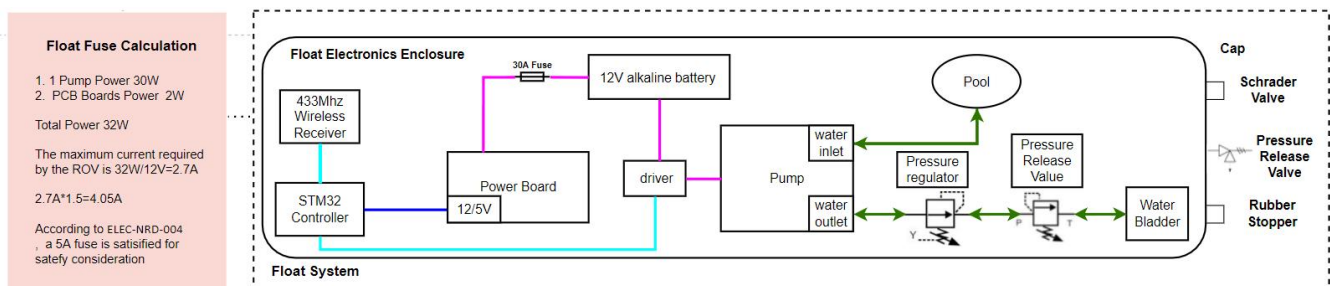 Float Fuse Calculation
1. 1 Pump Power 30W
2. PCB Boards Power 2W
Total Power 32W
The maximum current required
by the ROV is 32W/12V=2.7A
2.7A*1.5=4.05A
According to ELEC-NRD-004
, a 5A fuse is satisified for
satefy consideration
Float Electronics Enclosure
30A Fuse
12V alkaline battery
433Mhz
Wireless
Receiver
STM32
Controller
Power Board
12/5V
driver
Pump
water
inlet
water
outlet
Pool
Pressure
regulator
Y
Pressure
Release
Value
P
T
Water
Bladder
Float System
Cap
Schrader
Valve
Pressure
Release
Valve
Rubber
Stopper